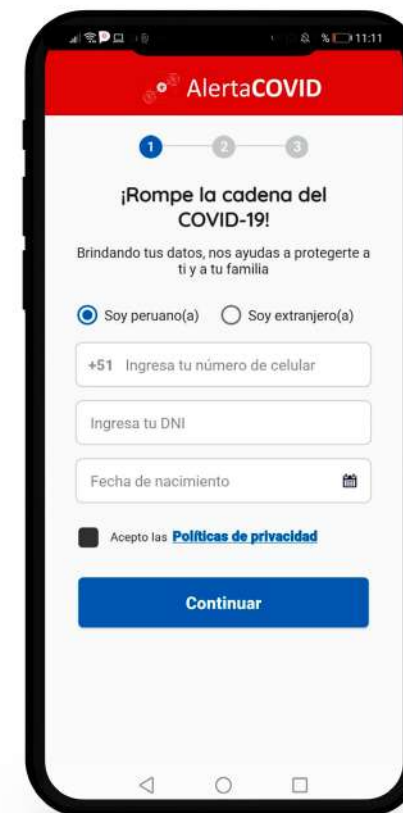 % 11:11
AlertaCOVID
1 2 3
¡Rompe la cadena del
COVID-19!
Brindando tus datos, nos ayudas a protegerte a
ti y a tu familia
Soy peruano(a) Soy extranjero(a)
+51 Ingresa tu número de celular
Ingresa tu DNI
Fecha de nacimiento
Acepto las Políticas de privacidad
Continuar